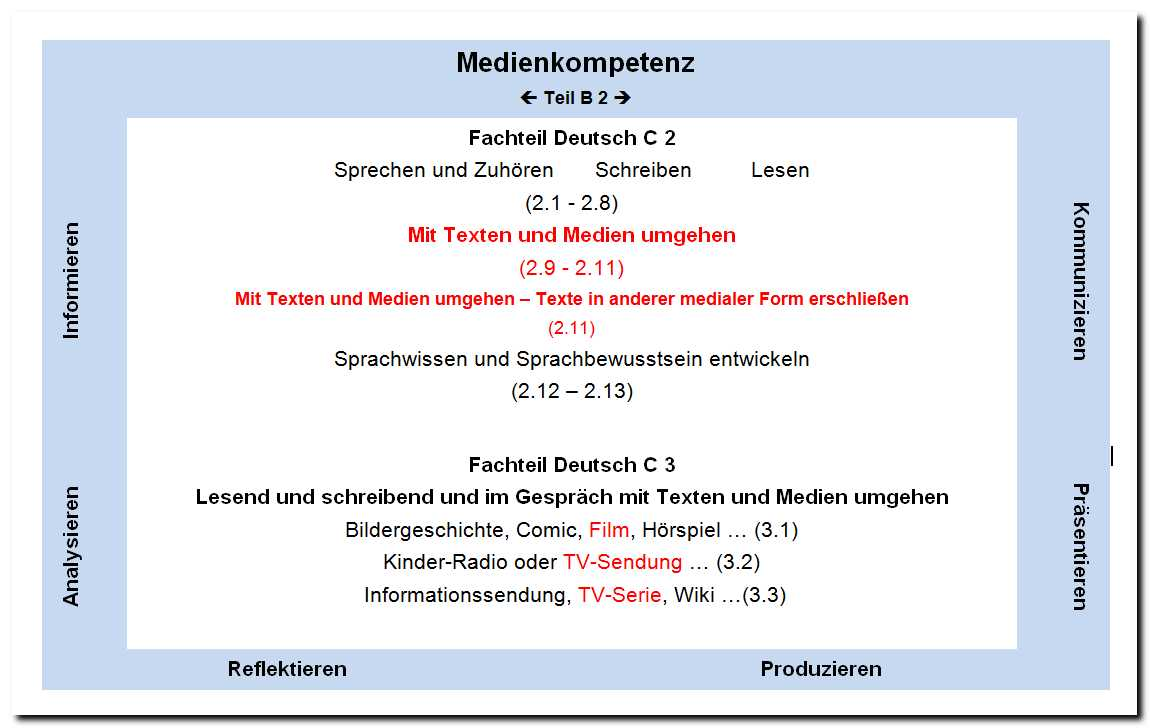 Medienkompetenz
← Teil B 2 →
Fachteil Deutsch C 2
Sprechen und Zuhören Schreiben Lesen
(2.1 - 2.8)
Mit Texten und Medien umgehen
(2.9 - 2.11)
Mit Texten und Medien umgehen – Texte in anderer medialer Form erschließen
(2.11)
Sprachwissen und Sprachbewusstsein entwickeln
(2.12 – 2.13)
Fachteil Deutsch C 3
Lesend und schreibend und im Gespräch mit Texten und Medien umgehen
Bildergeschichte, Comic, Film, Hörspiel … (3.1)
Kinder-Radio oder TV-Sendung … (3.2)
Informationssendung, TV-Serie, Wiki …(3.3)
Informieren
Analysieren
Kommunizieren
Präsentieren
Reflektieren
Produzieren